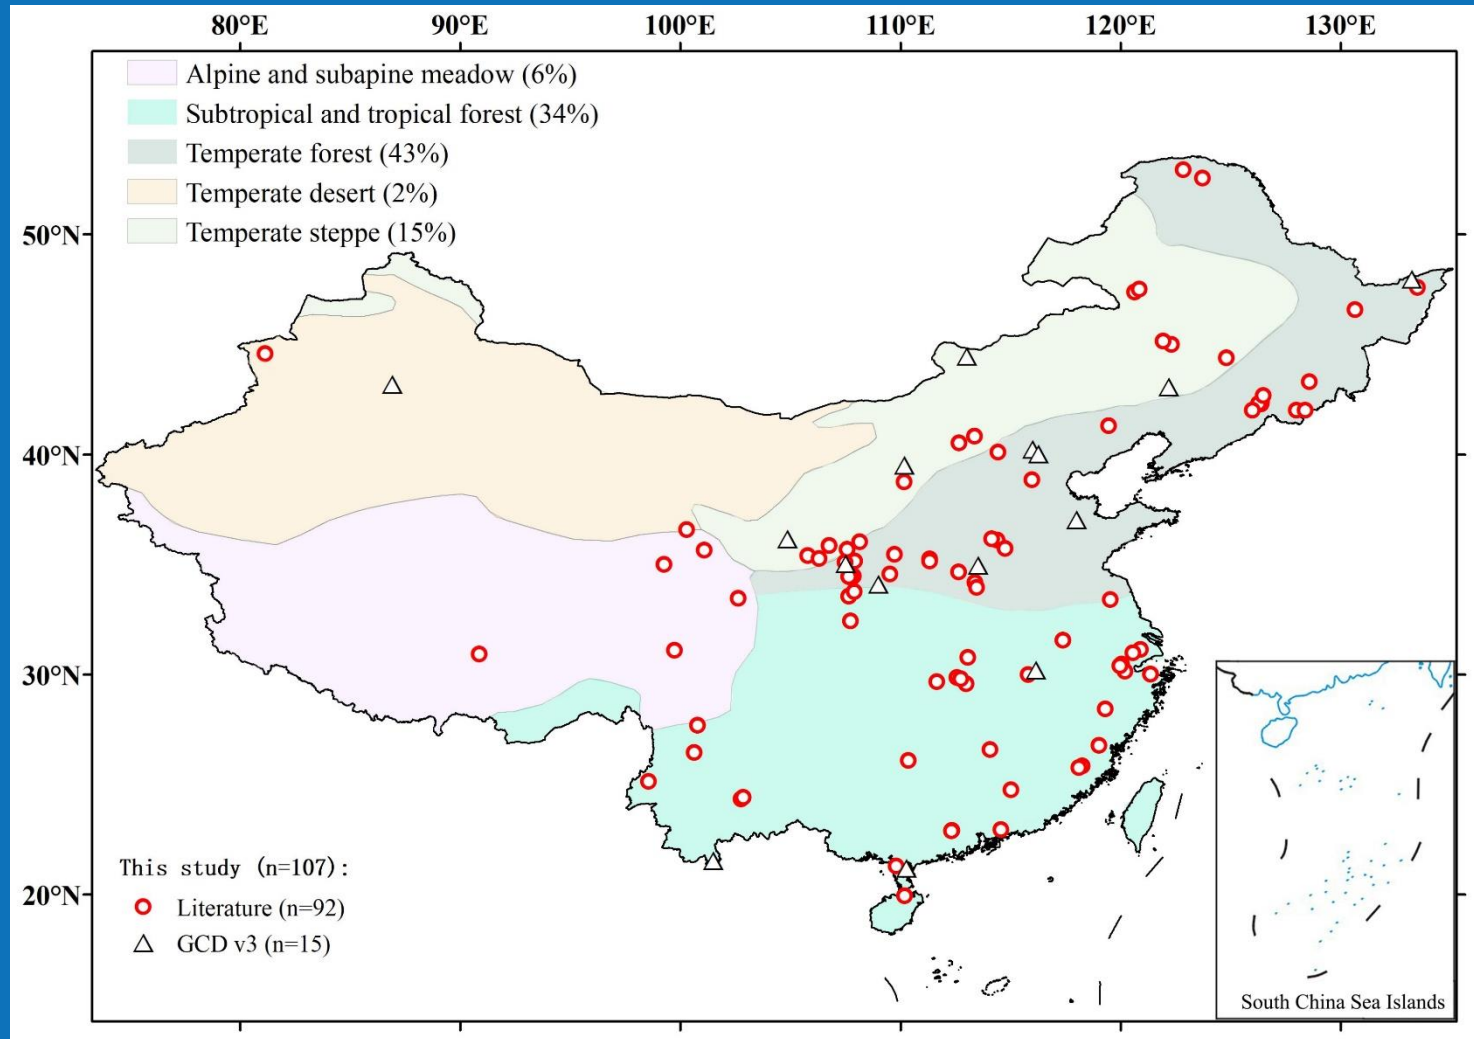 80°E 90°E 100°E 110°E 120°E 130°E
Alpine and subapine meadow (6%)
Subtropical and tropical forest (34%)
Temperate forest (43%)
Temperate desert (2%)
Temperate steppe (15%)
50°N
40°N
30°N
20°N
This study (n=107):
Literature (n=92)
GCD v3 (n=15)
South China Sea Islands